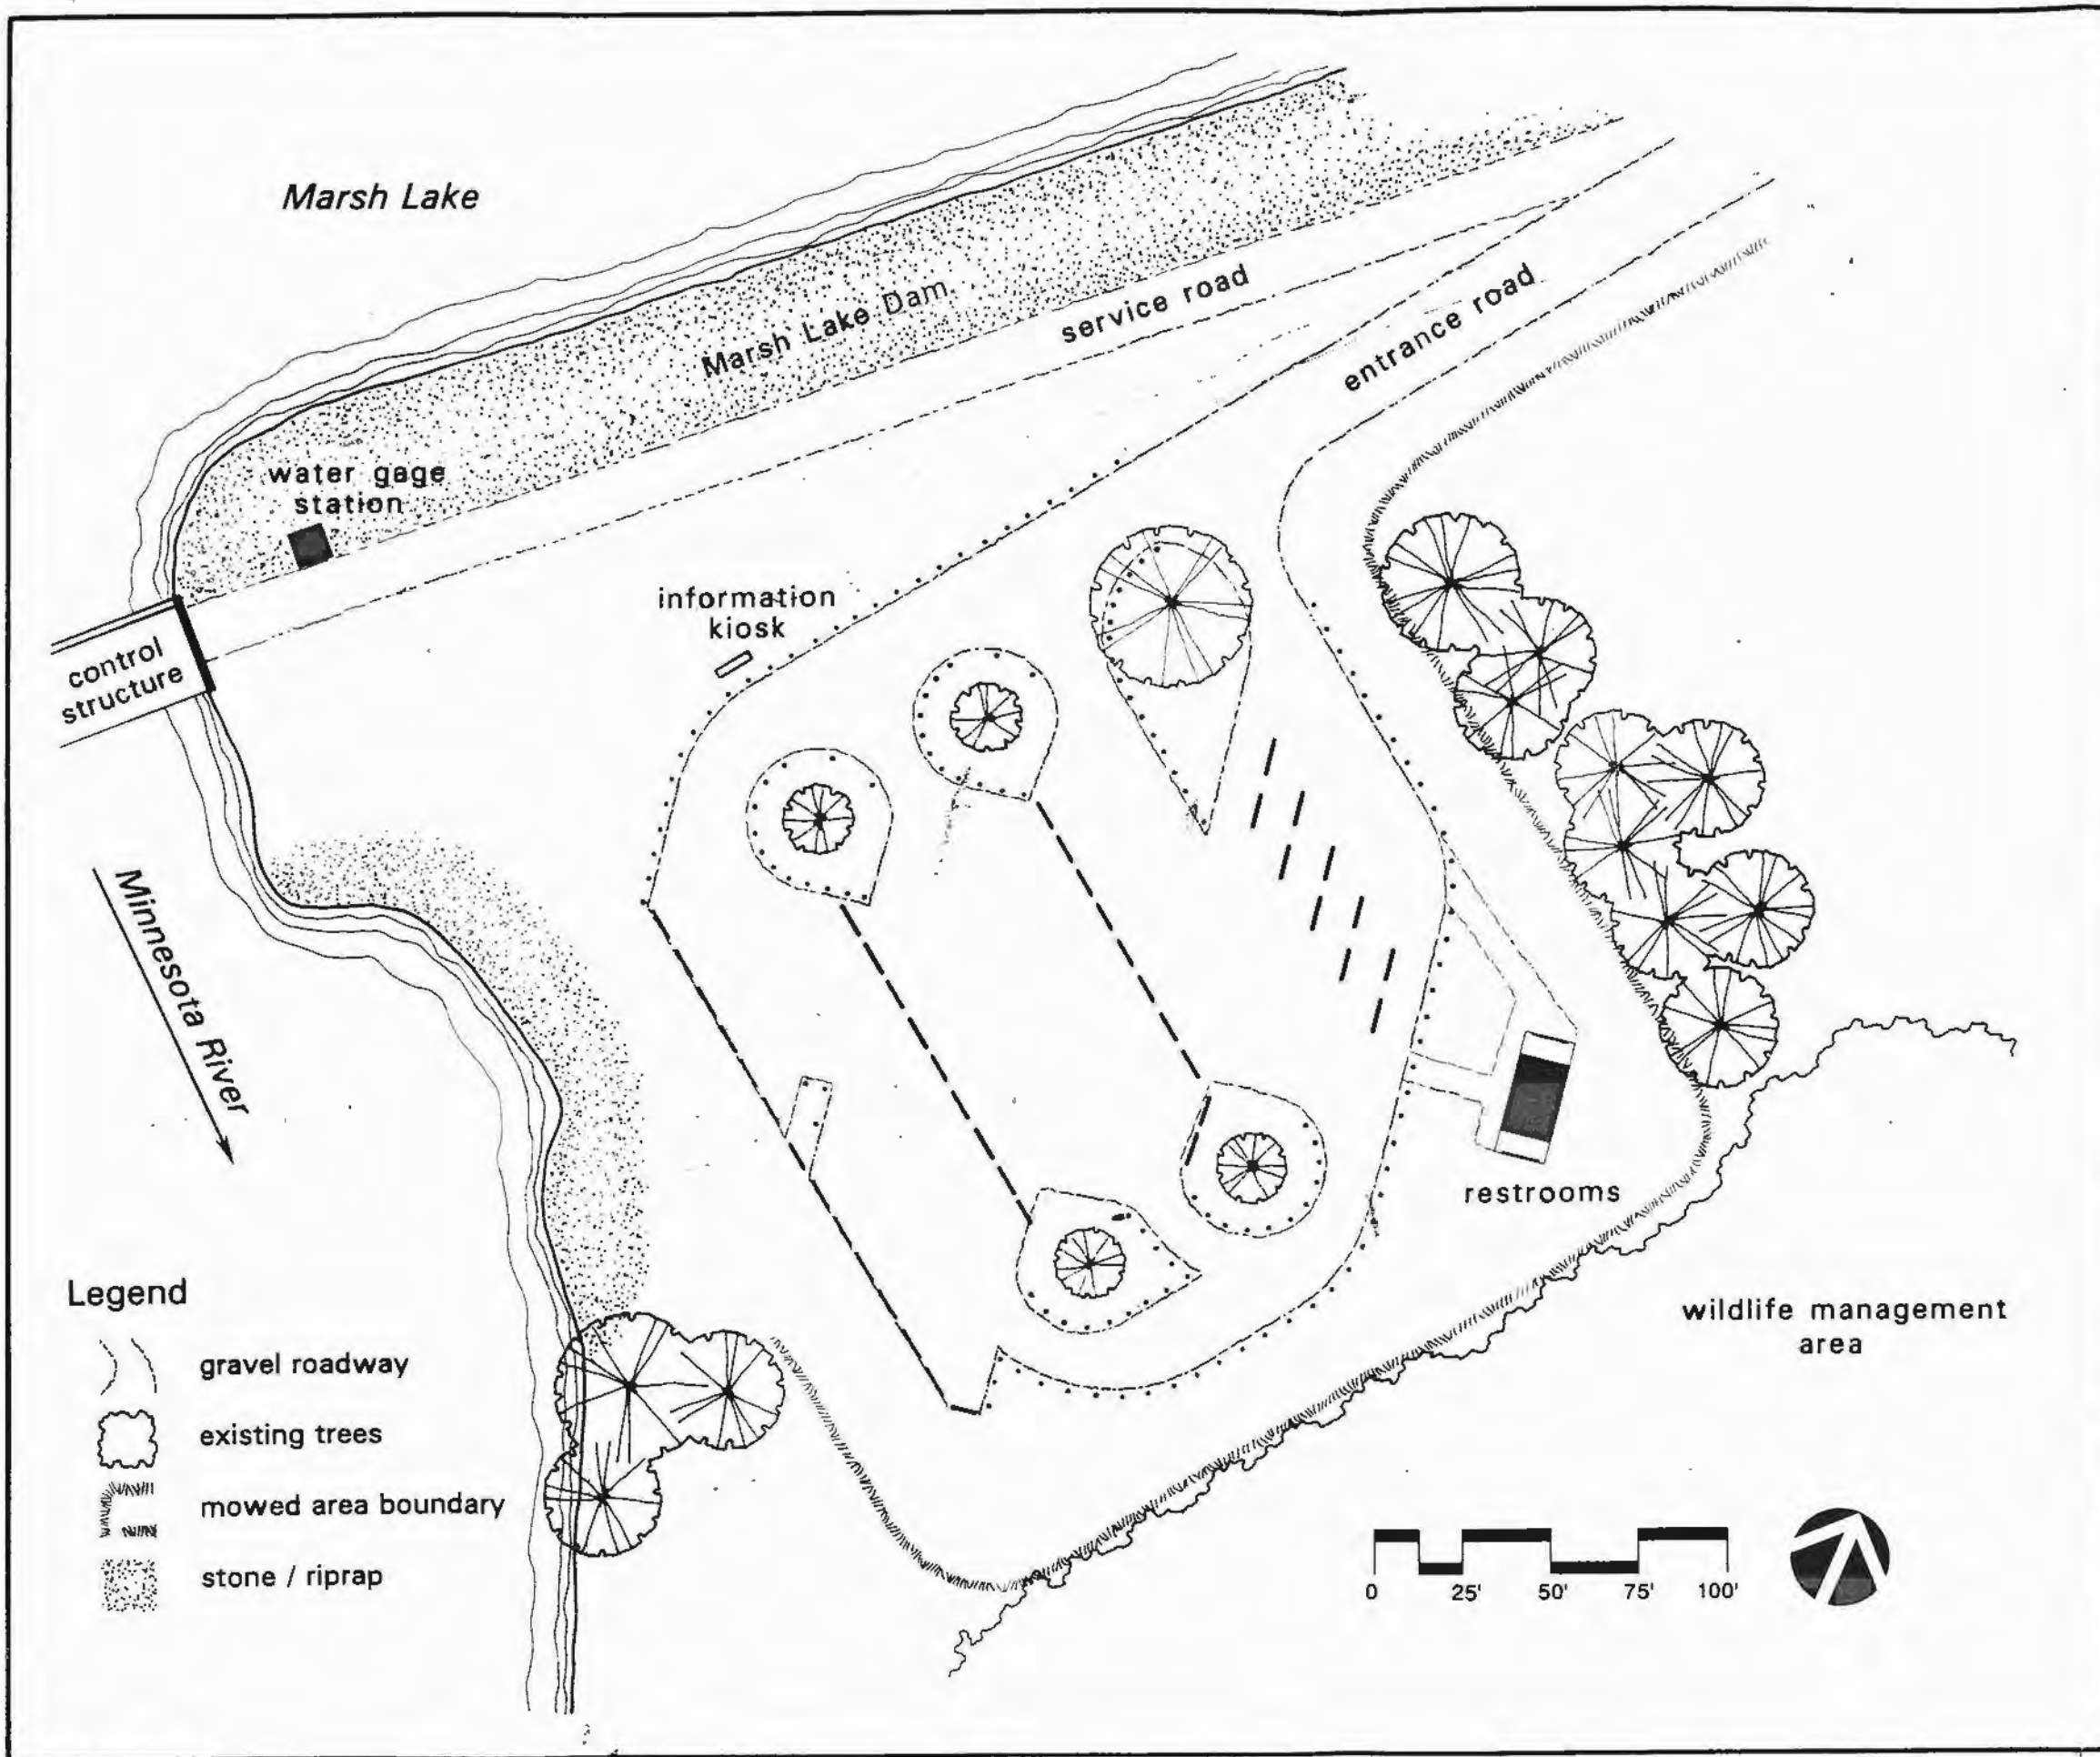 Marsh Lake
Marsh Lake Dam
service road
entrance road
water gage
station
information
kiosk
control
structure
Minnesota River
restrooms
wildlife management
area
Legend
gravel roadway
existing trees
mowed area boundary
stone / riprap
0 25' 50' 75' 100'